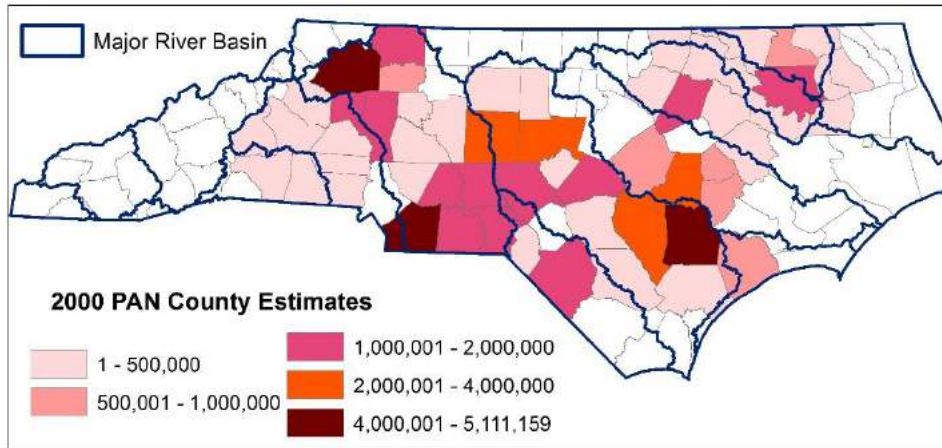 Major River Basin
2000 PAN County Estimates
1 - 500,000
500,001 - 1,000,000
1,000,001 - 2,000,000
2,000,001 - 4,000,000
4,000,001 - 5,111,159